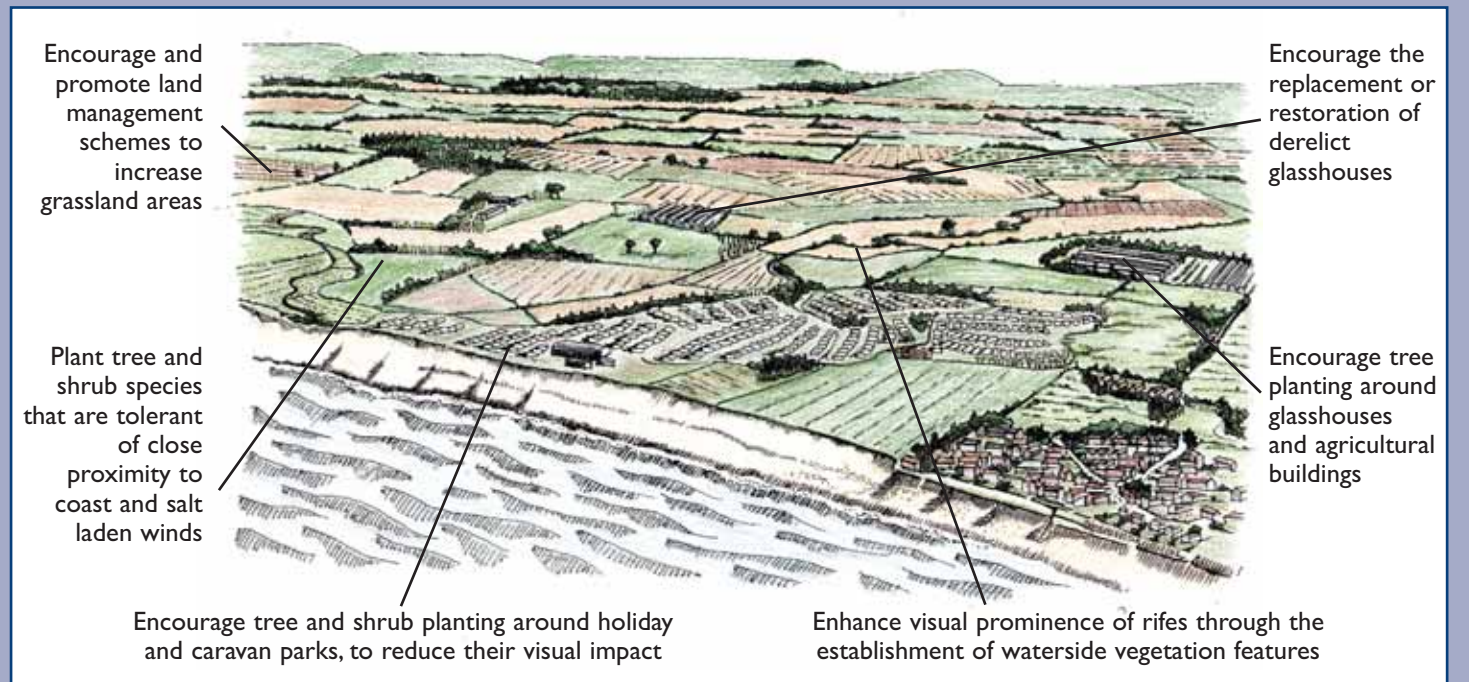 Encourage and
promote land
management
schemes to
increase
grassland areas
Encourage the
replacement or
restoration of
derelict
glasshouses
Plant tree and
shrub species
that are tolerant
of close
proximity to
coast and salt
laden winds
Encourage tree
planting around
glasshouses
and agricultural
buildings
Encourage tree and shrub planting around holiday
and caravan parks, to reduce their visual impact
Enhance visual prominence of rifes through the
establishment of waterside vegetation features